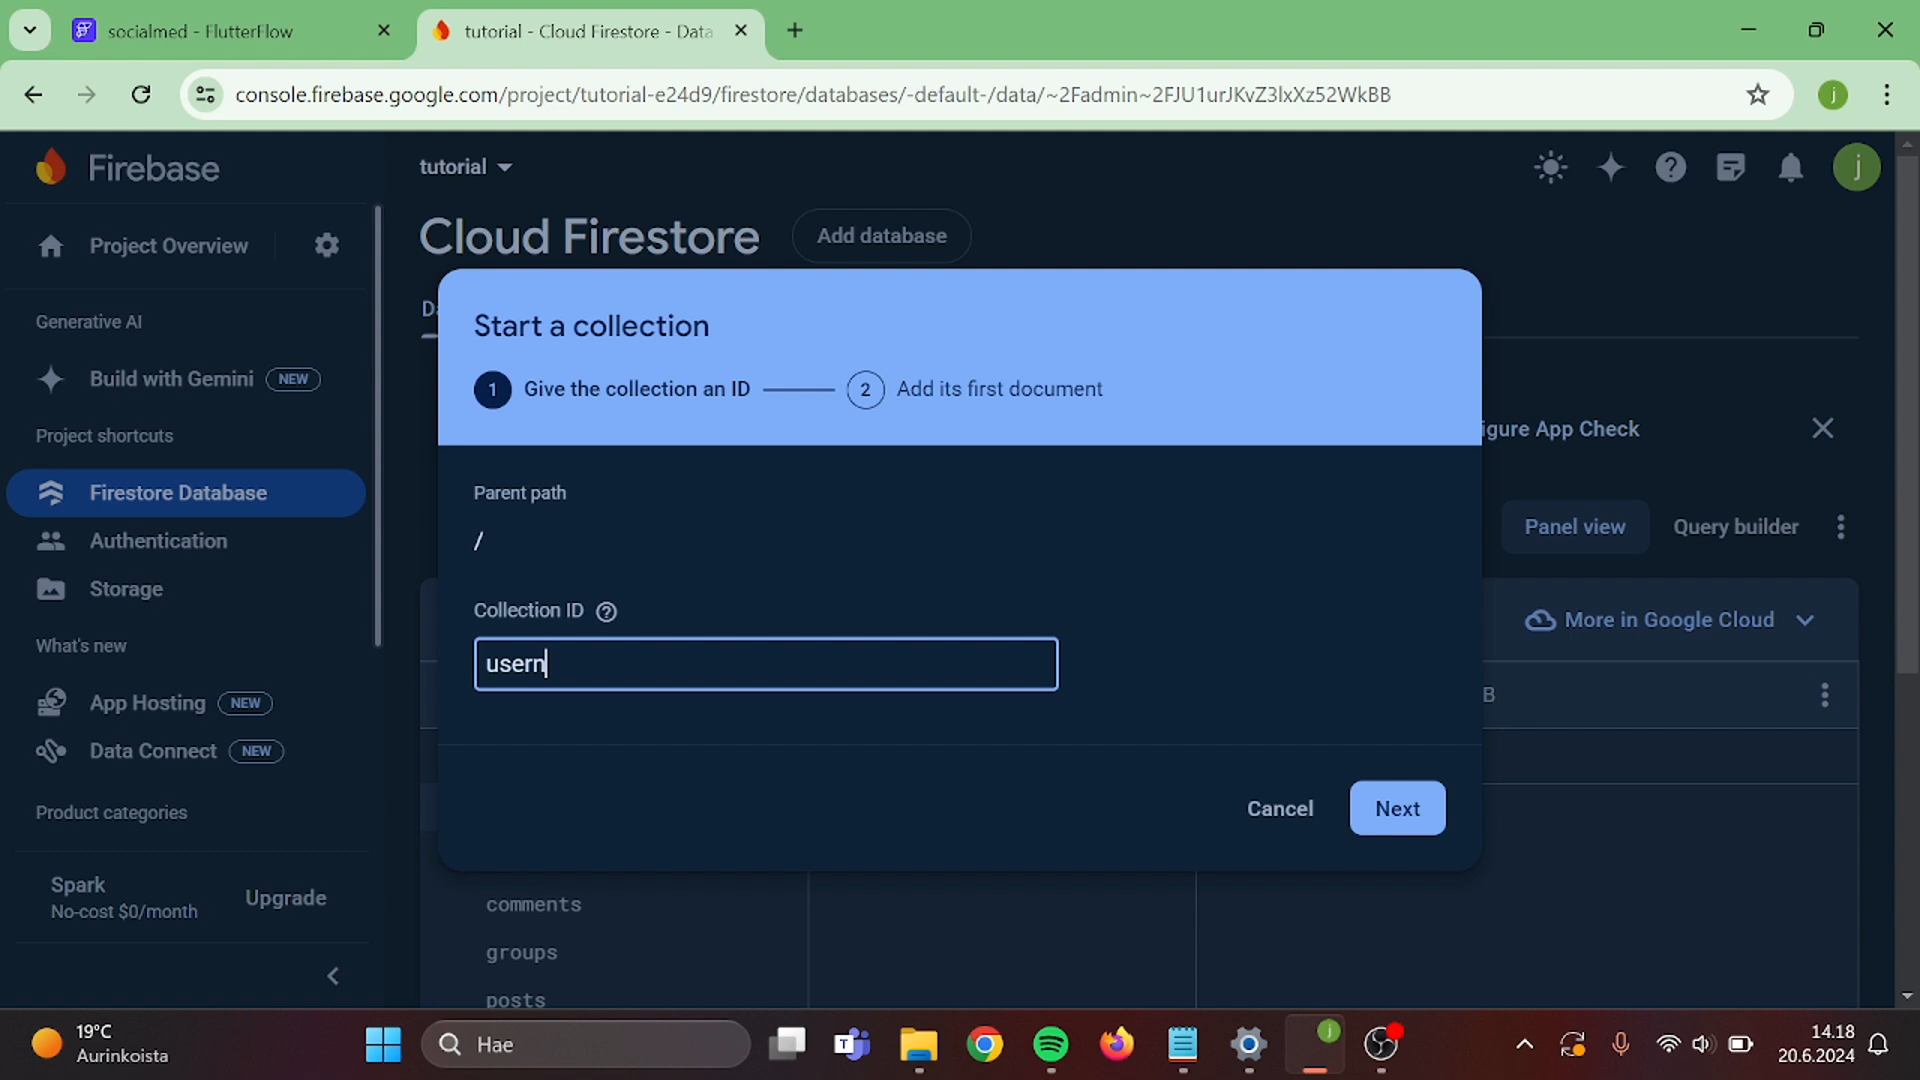 socialmed - FlutterFlow
tutorial - Cloud Firestore - Data
console.firebase.google.com/project/tutorial-e24d9/firestore/databases/-default-/data/~2Fadmin~2FJU1urJKvZ3lxXz52WkBB
j
Firebase
tutorial
j
Project Overview
Cloud Firestore
Add database
Generative AI
Build with Gemini NEW
Project shortcuts
Firestore Database
Authentication
Storage
What's new
App Hosting NEW
Data Connect NEW
Product categories
Spark
No-cost $0/month
Upgrade
Start a collection
1 Give the collection an ID
2 Add its first document
igure App Check
Parent path
/
Panel view
Query builder
Collection ID
usern
More in Google Cloud
B
Cancel
Next
comments
groups
posts
19°C
Aurinkoista
Hae
j
14.18
20.6.2024